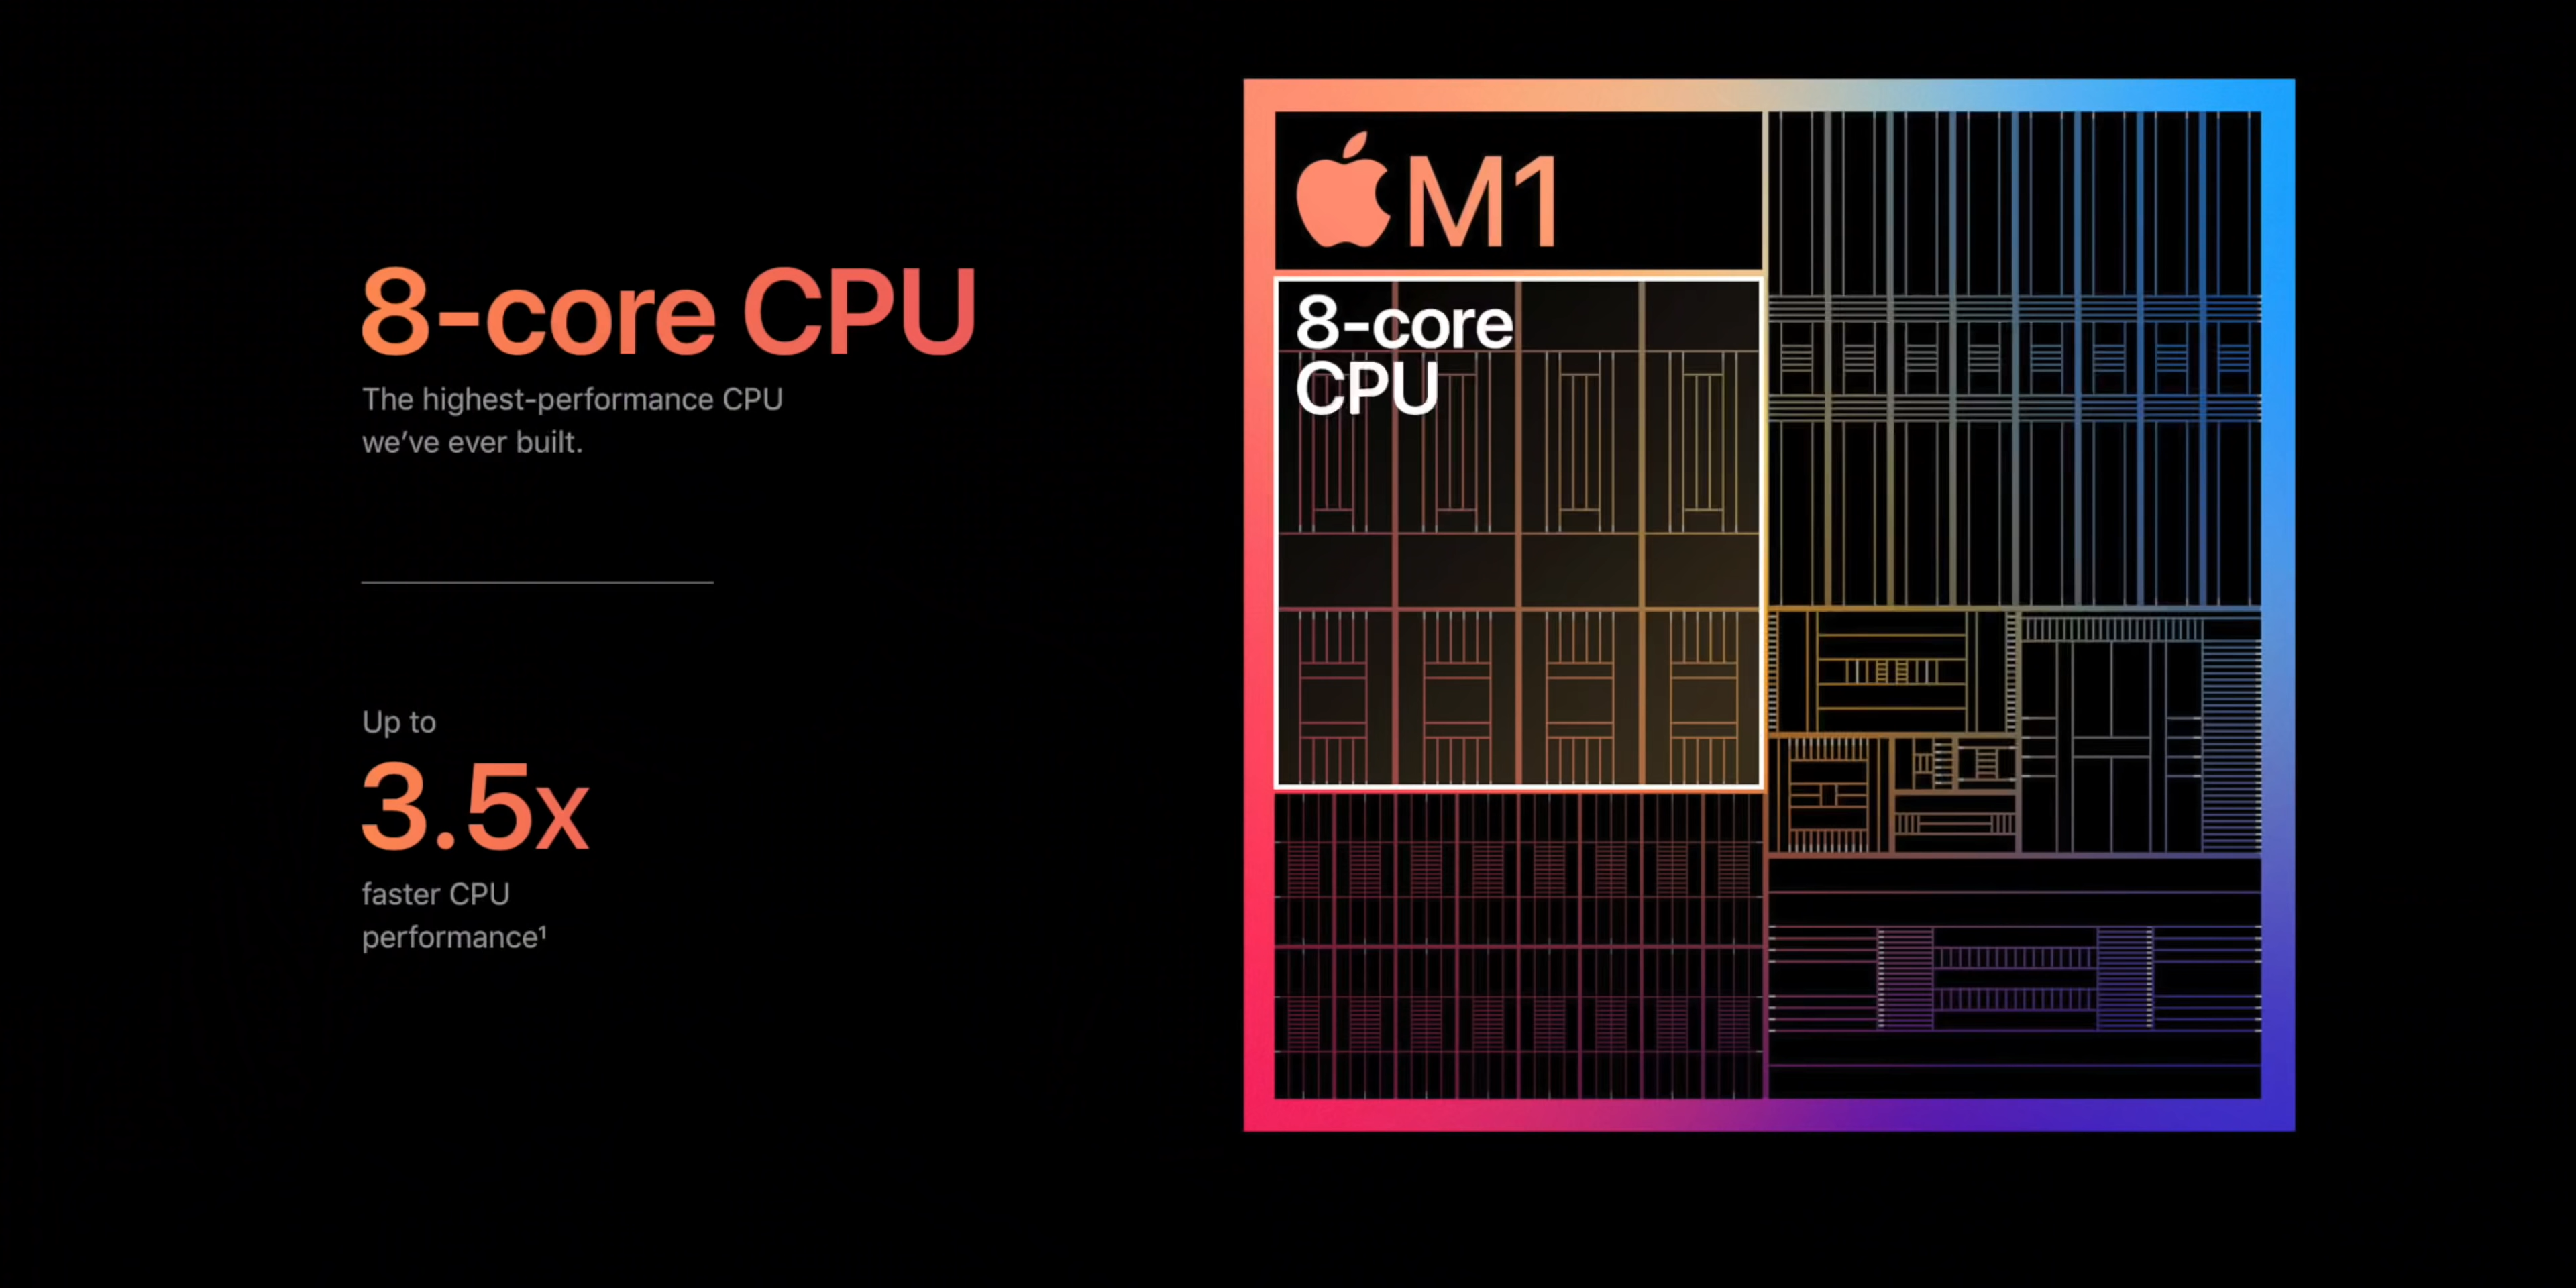 8-core CPU
The highest-performance CPU
we’ve ever built.
Up to
3.5x
faster CPU
performance¹
M1
8-core
CPU